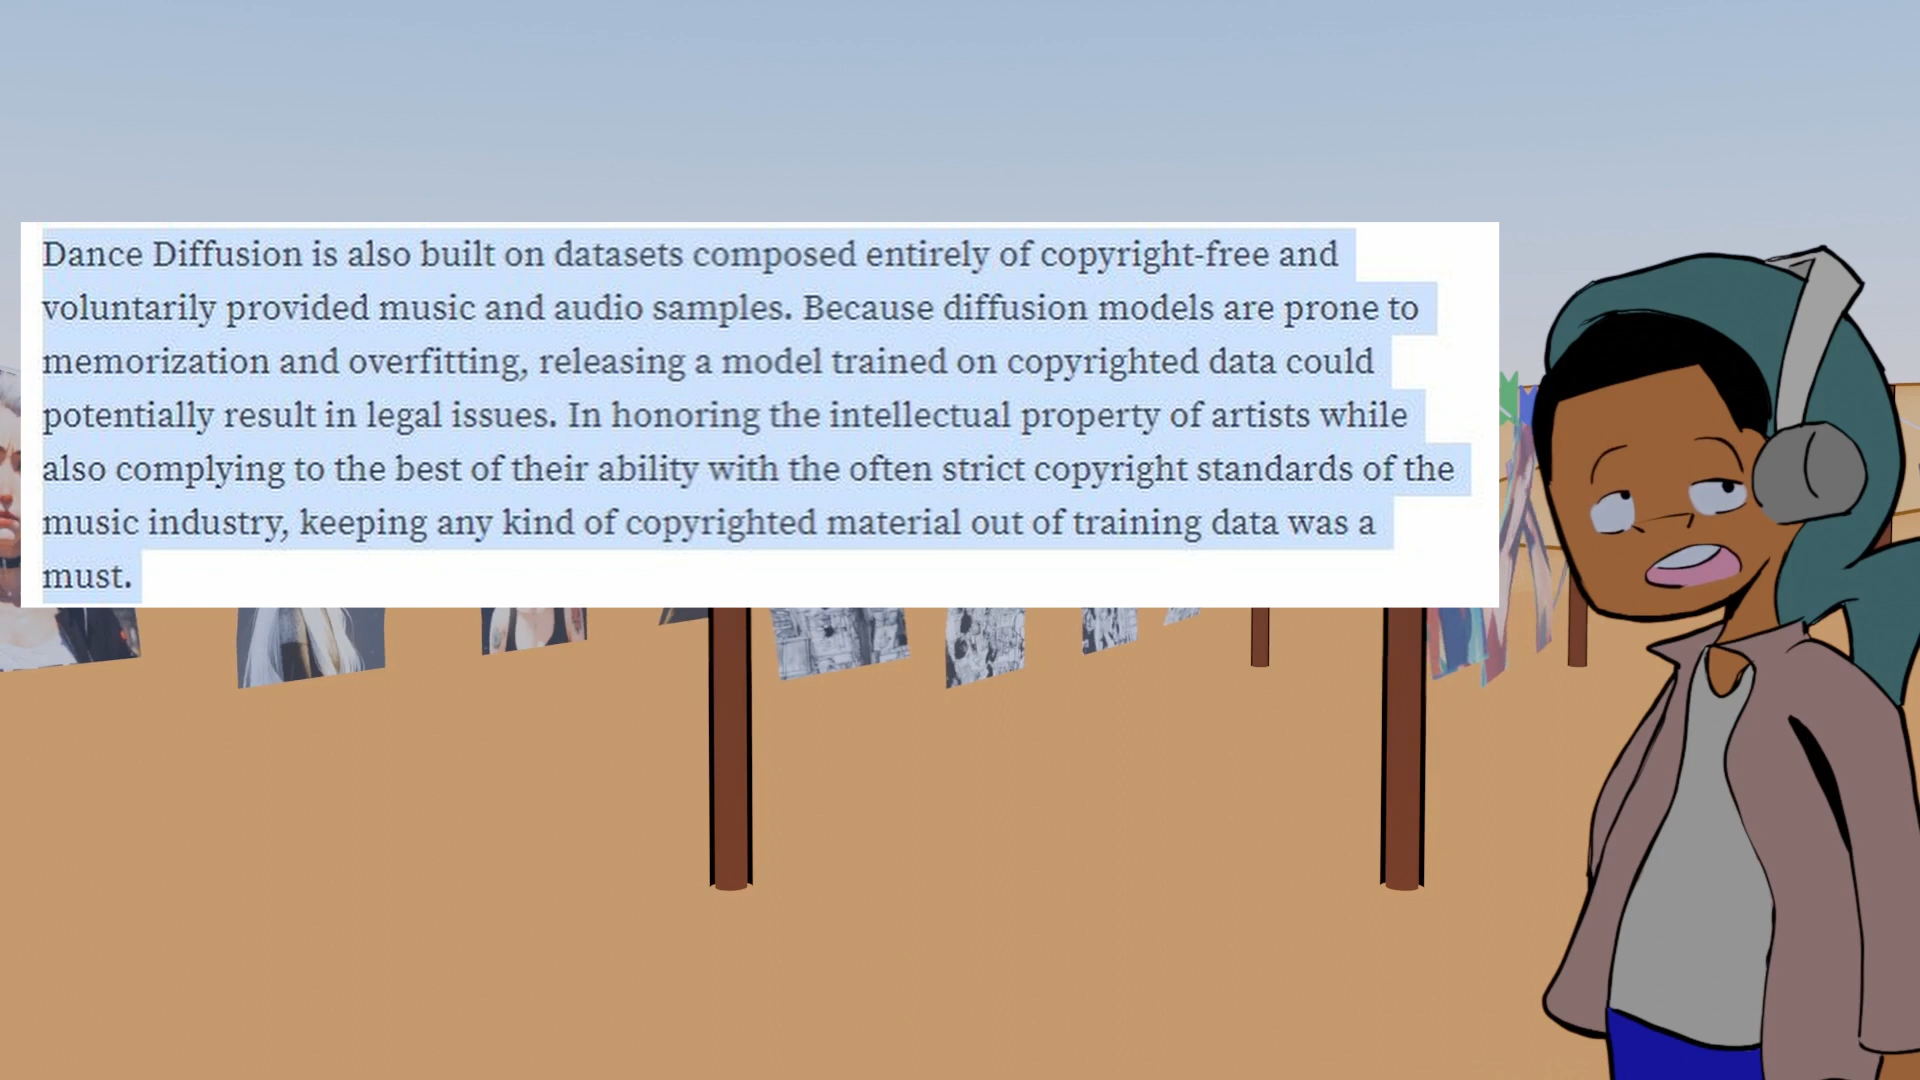 Dance Diffusion is also built on datasets composed entirely of copyright-free and
voluntarily provided music and audio samples. Because diffusion models are prone to
memorization and overfitting, releasing a model trained on copyrighted data could
potentially result in legal issues. In honoring the intellectual property of artists while
also complying to the best of their ability with the often strict copyright standards of the
music industry, keeping any kind of copyrighted material out of training data was a
must.